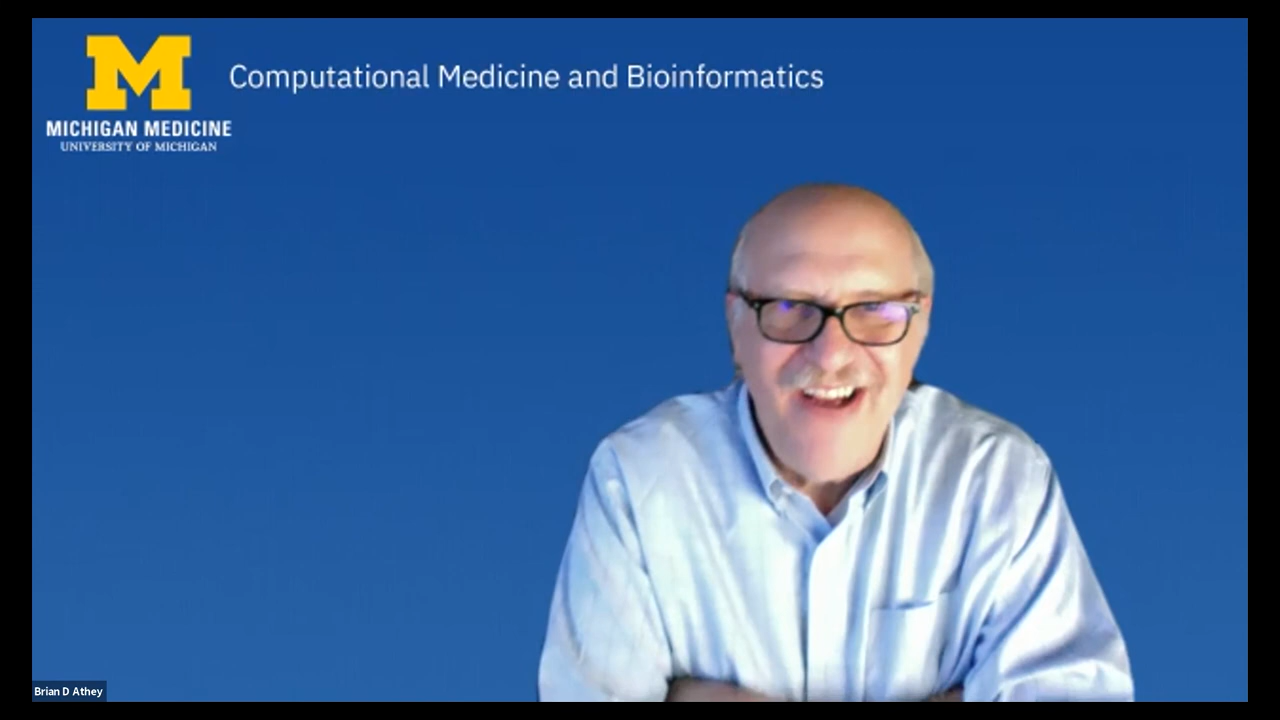 M
Computational Medicine and Bioinformatics
MICHIGAN MEDICINE
UNIVERSITY OF MICHIGAN
Brian D Athey